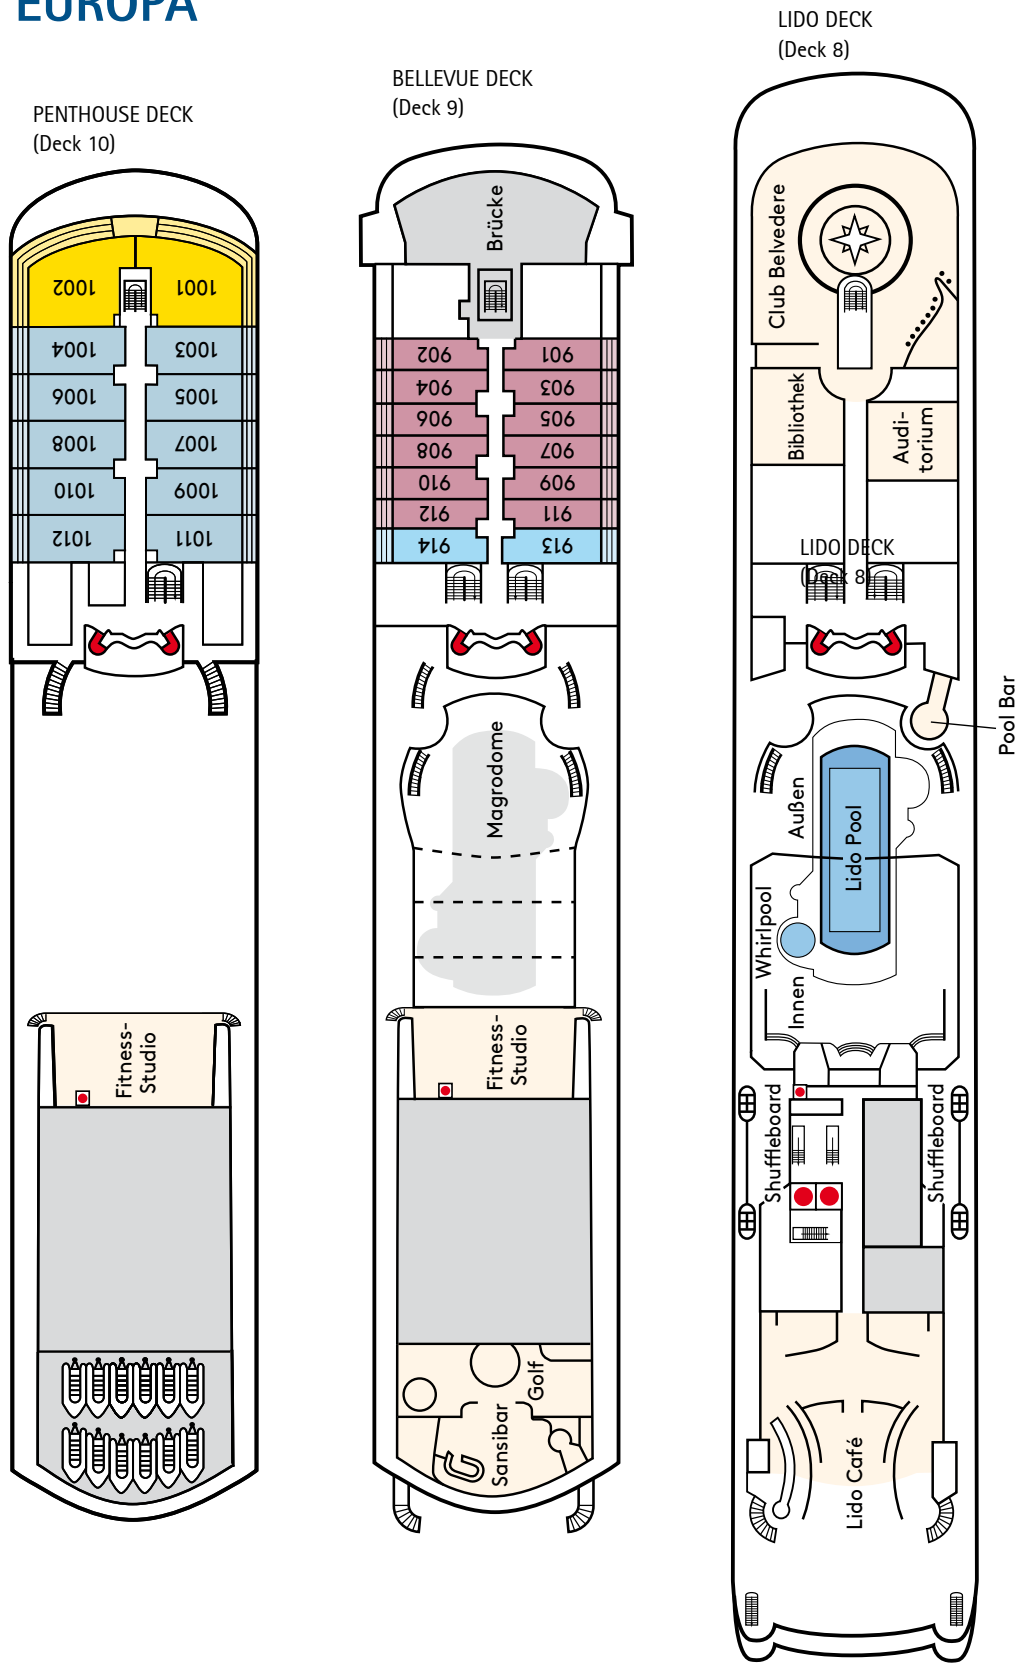 EUROPA
PENTHOUSE DECK
(Deck 10)
1002
1001
1004
1003
1006
1005
1008
1007
1010
1009
1012
1011
Fitness-
Studio
BELLEVUE DECK
(Deck 9)
Brücke
902
901
904
903
906
905
908
907
910
909
912
911
914
913
Magrodome
Fitness-
Studio
Golf
Sansibar
LIDO DECK
(Deck 8)
Club Belvedere
Bibliothek
Audi-
torium
LIDO DECK
(Deck 8)
Pool Bar
Außen
Lido Pool
Whirlpool
Innen
Shuffleboard
Shuffleboard
Lido Café